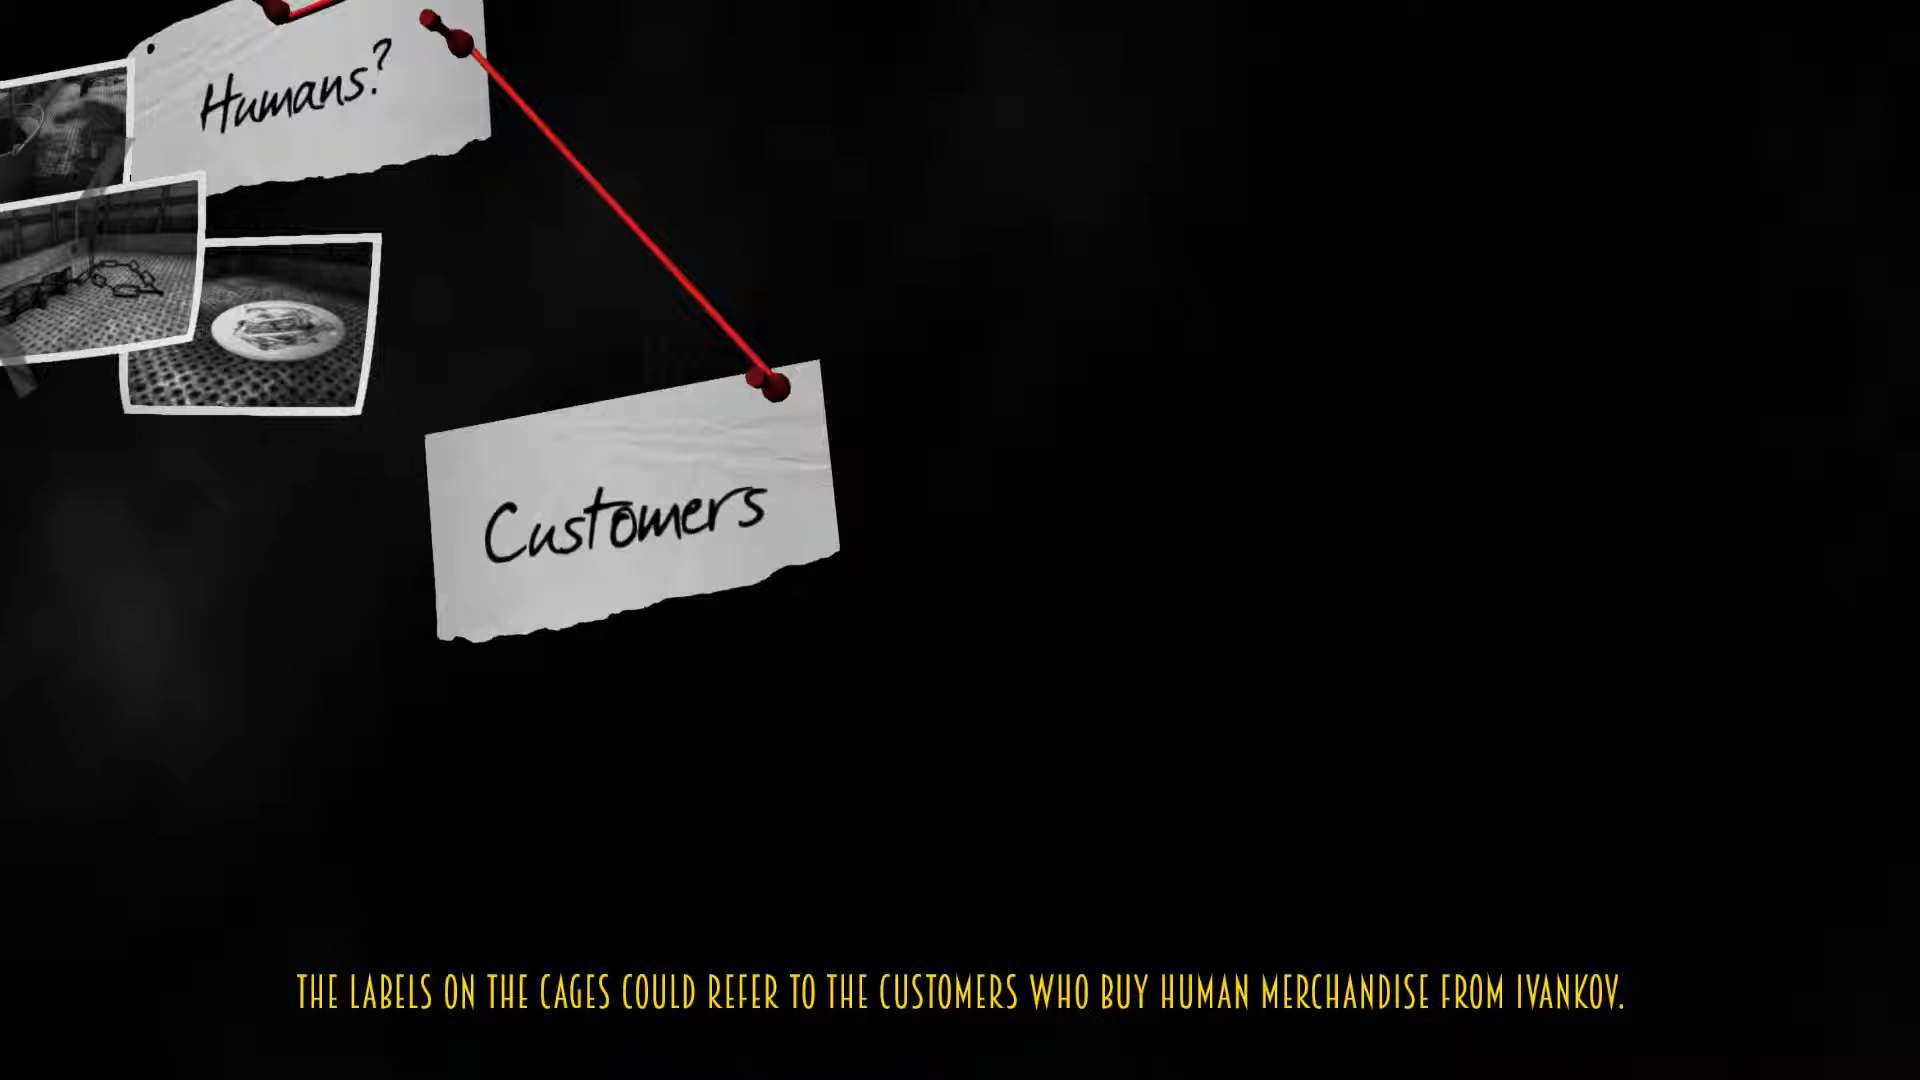 Humans?
Customers
THE LABELS ON THE CAGES COULD REFER TO THE CUSTOMERS WHO BUY HUMAN MERCHANDISE FROM IVANKOV.